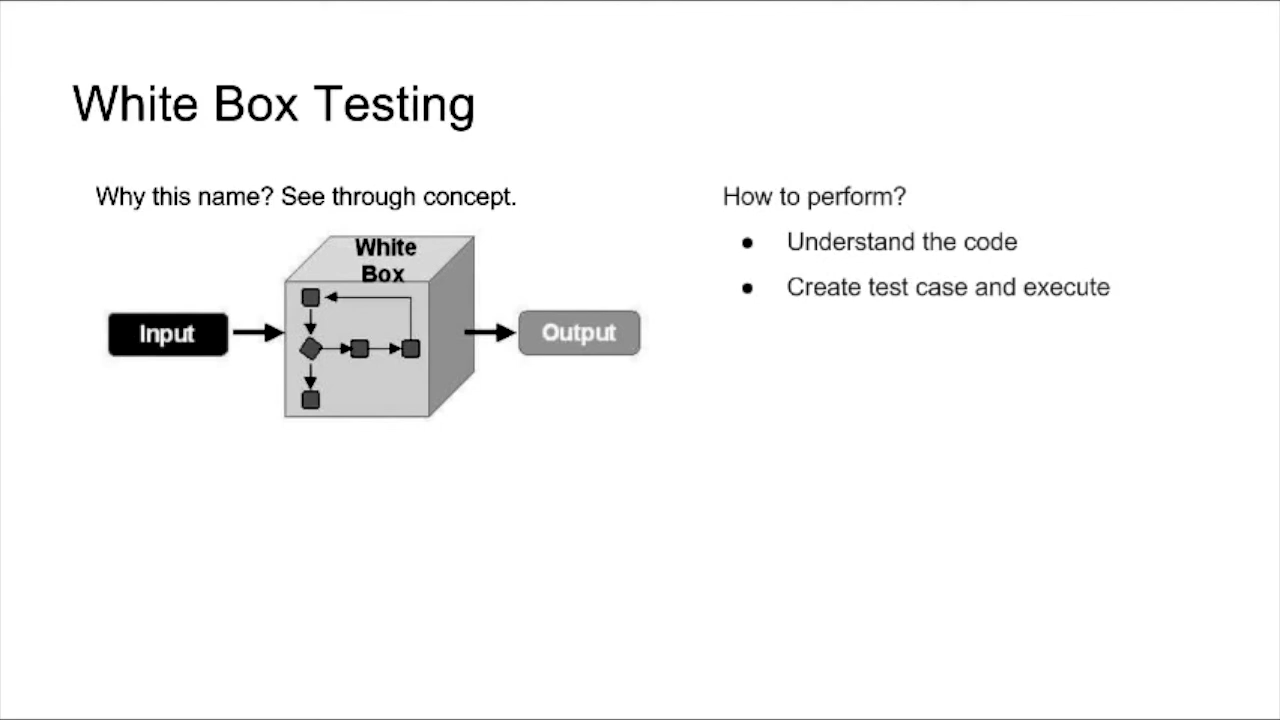 White Box Testing
Why this name? See through concept.
White
Box
Input
Output
How to perform?
● Understand the code
● Create test case and execute